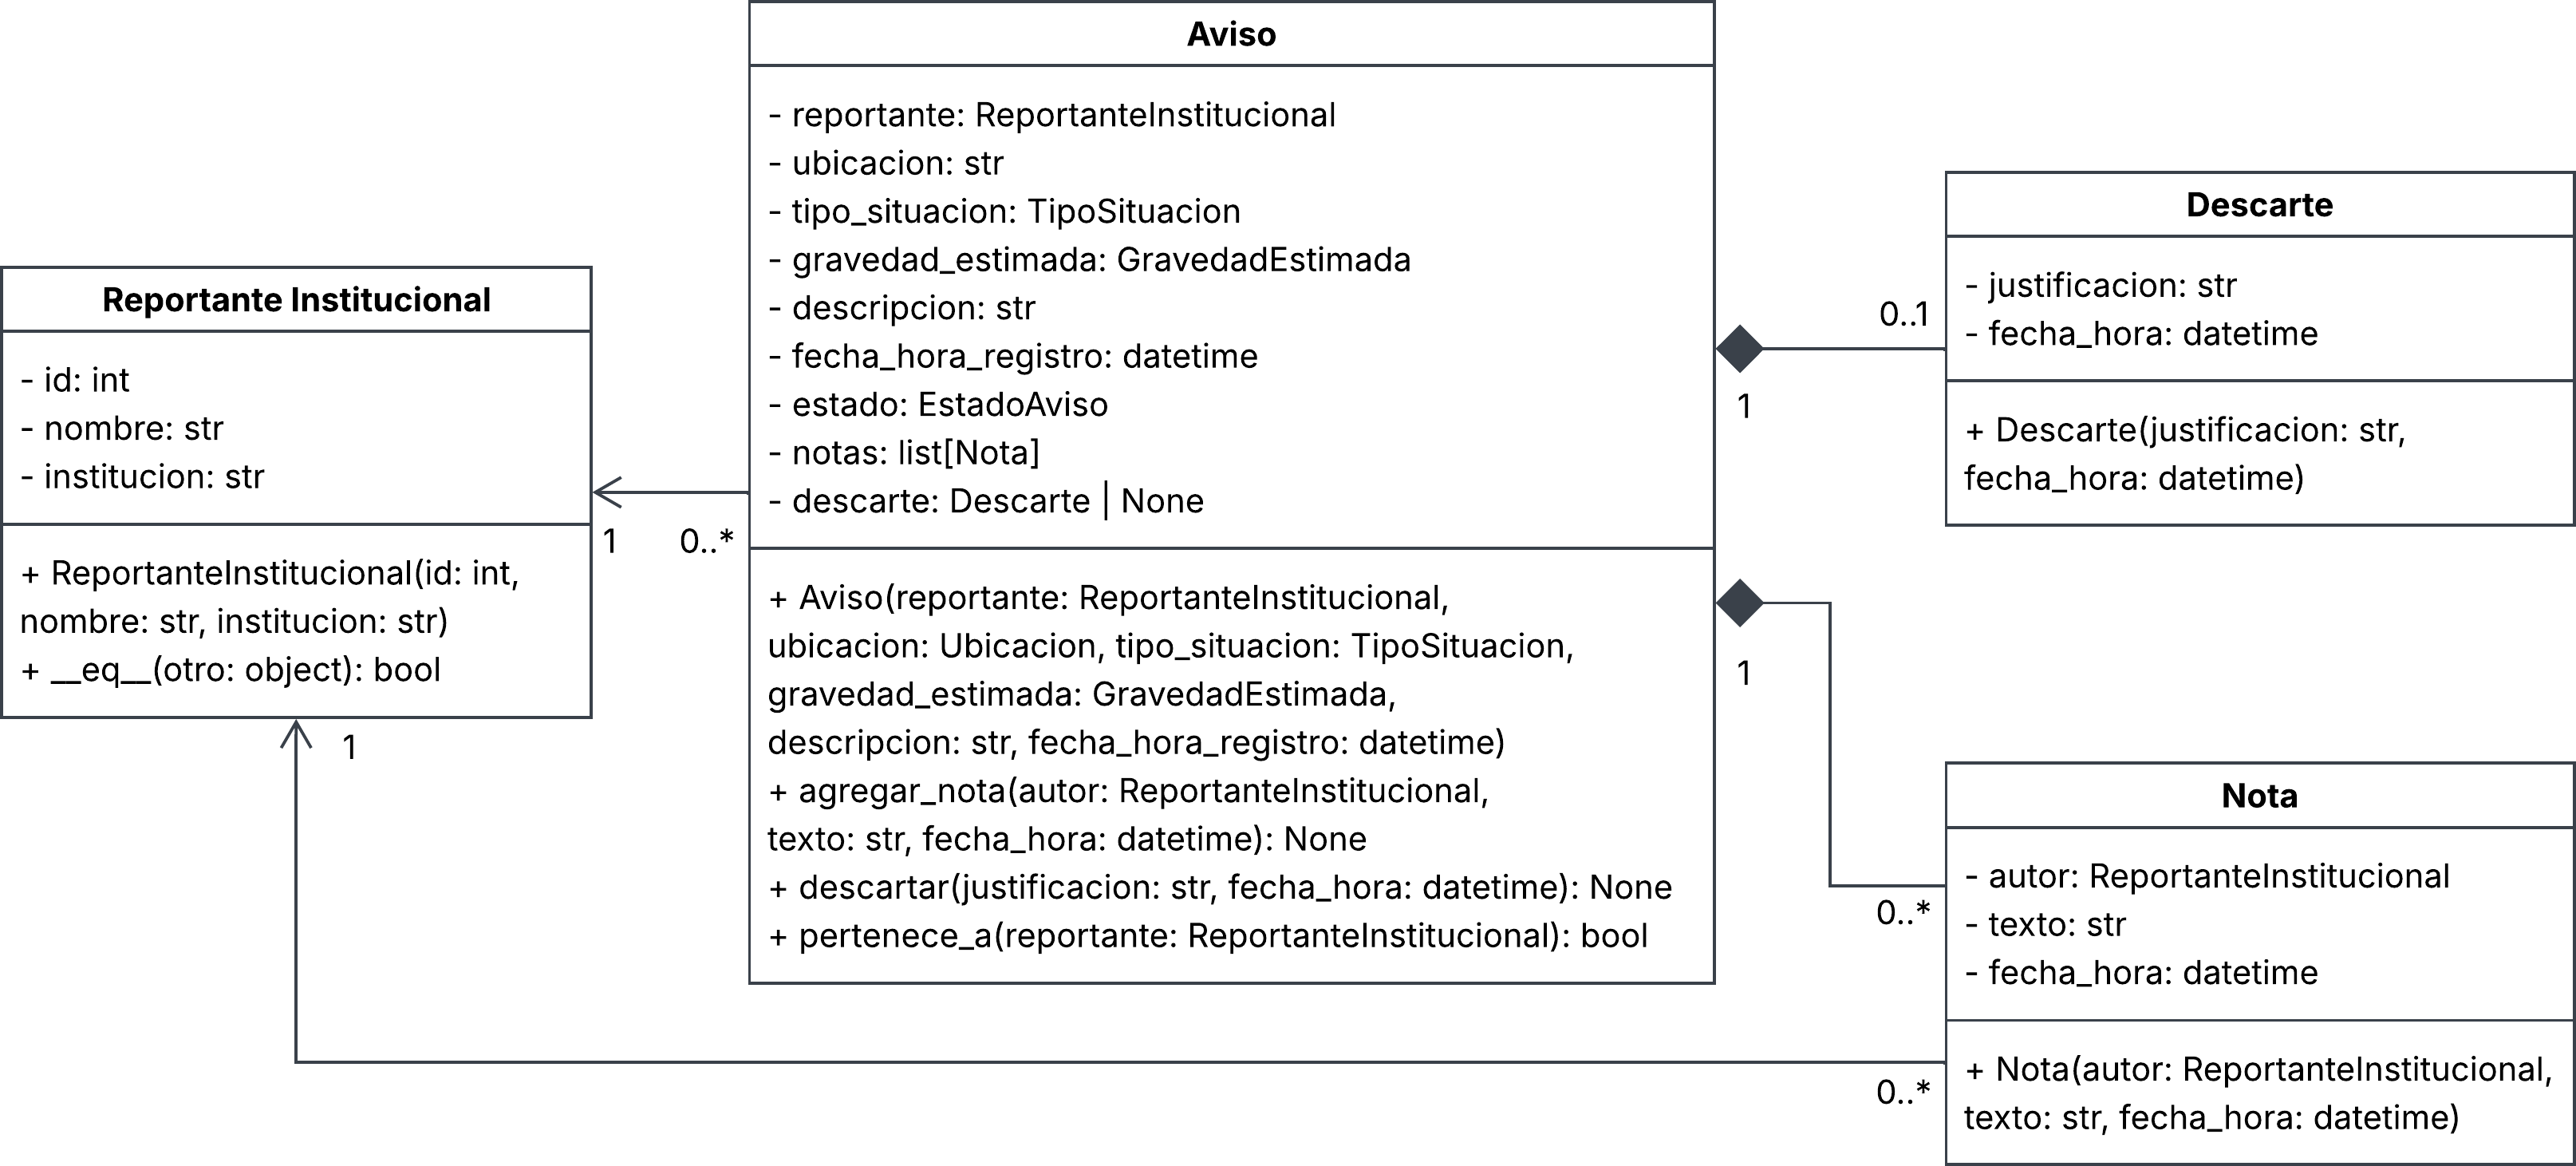 Reportante Institucional
- id: int
- nombre: str
- institucion: str
+ ReportanteInstitucional(id: int,
nombre: str, institucion: str)
+ __eq__(otro: object): bool
1
1
0..*
Aviso
- reportante: ReportanteInstitucional
- ubicacion: str
- tipo_situacion: TipoSituacion
- gravedad_estimada: GravedadEstimada
- descripcion: str
- fecha_hora_registro: datetime
- estado: EstadoAviso
- notas: list[Nota]
- descarte: Descarte | None
+ Aviso(reportante: ReportanteInstitucional,
ubicacion: Ubicacion, tipo_situacion: TipoSituacion,
gravedad_estimada: GravedadEstimada,
descripcion: str, fecha_hora_registro: datetime)
+ agregar_nota(autor: ReportanteInstitucional,
texto: str, fecha_hora: datetime): None
+ descartar(justificacion: str, fecha_hora: datetime): None
+ pertenece_a(reportante: ReportanteInstitucional): bool
1
0..1
1
0..*
0..*
Descarte
- justificacion: str
- fecha_hora: datetime
+ Descarte(justificacion: str,
fecha_hora: datetime)
Nota
- autor: ReportanteInstitucional
- texto: str
- fecha_hora: datetime
+ Nota(autor: ReportanteInstitucional,
texto: str, fecha_hora: datetime)